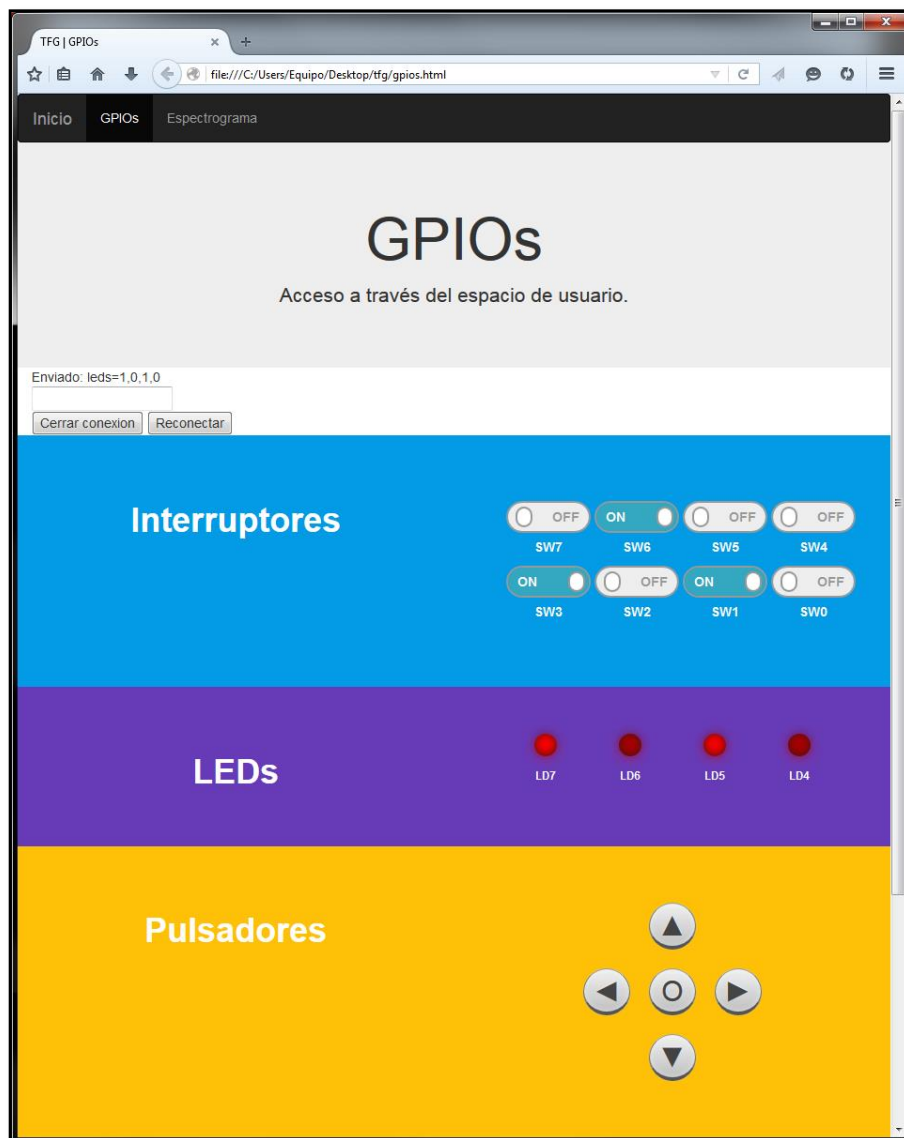 TFG | GPIOs
file:///C:/Users/Equipo/Desktop/tfg/gpios.html
Inicio GPIOs Espectrograma
GPIOs
Acceso a través del espacio de usuario.
Enviado: leds=1,0,1,0
Cerrar conexion Reconectar
Interruptores
OFF ON OFF OFF
SW7 SW6 SW5 SW4
ON OFF ON OFF
SW3 SW2 SW1 SW0
LEDs
LD7 LD6 LD5 LD4
Pulsadores
O